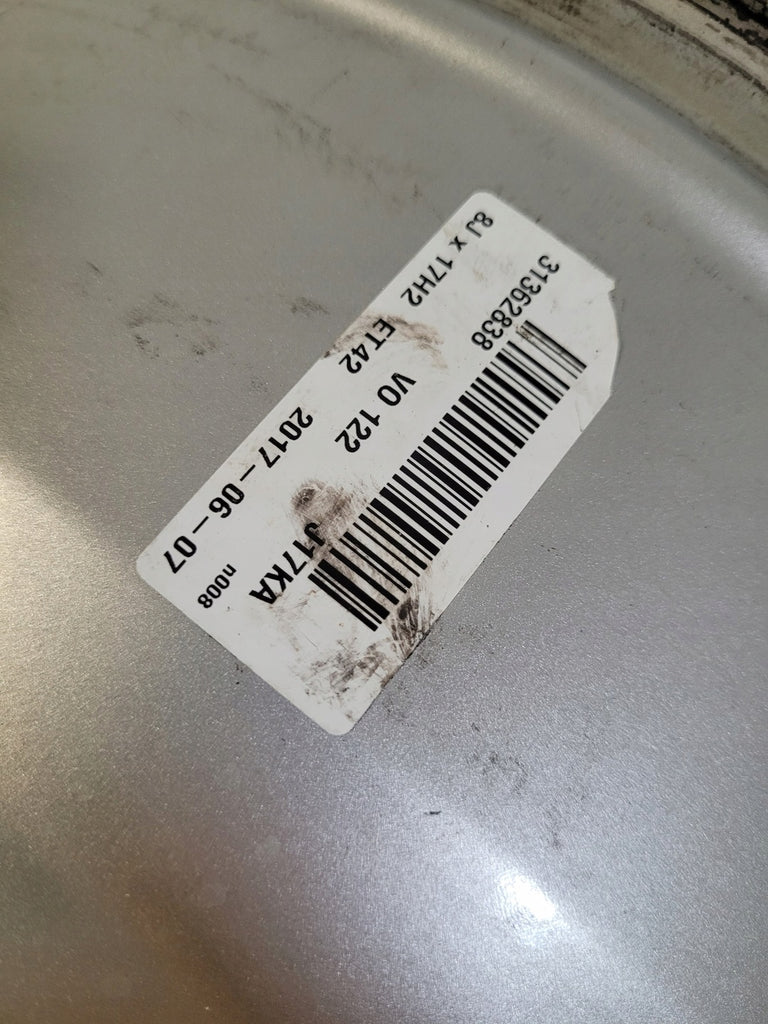 31362838
VO 122
J17KA
8J x 17H2
ET42
2017-06-07
n008